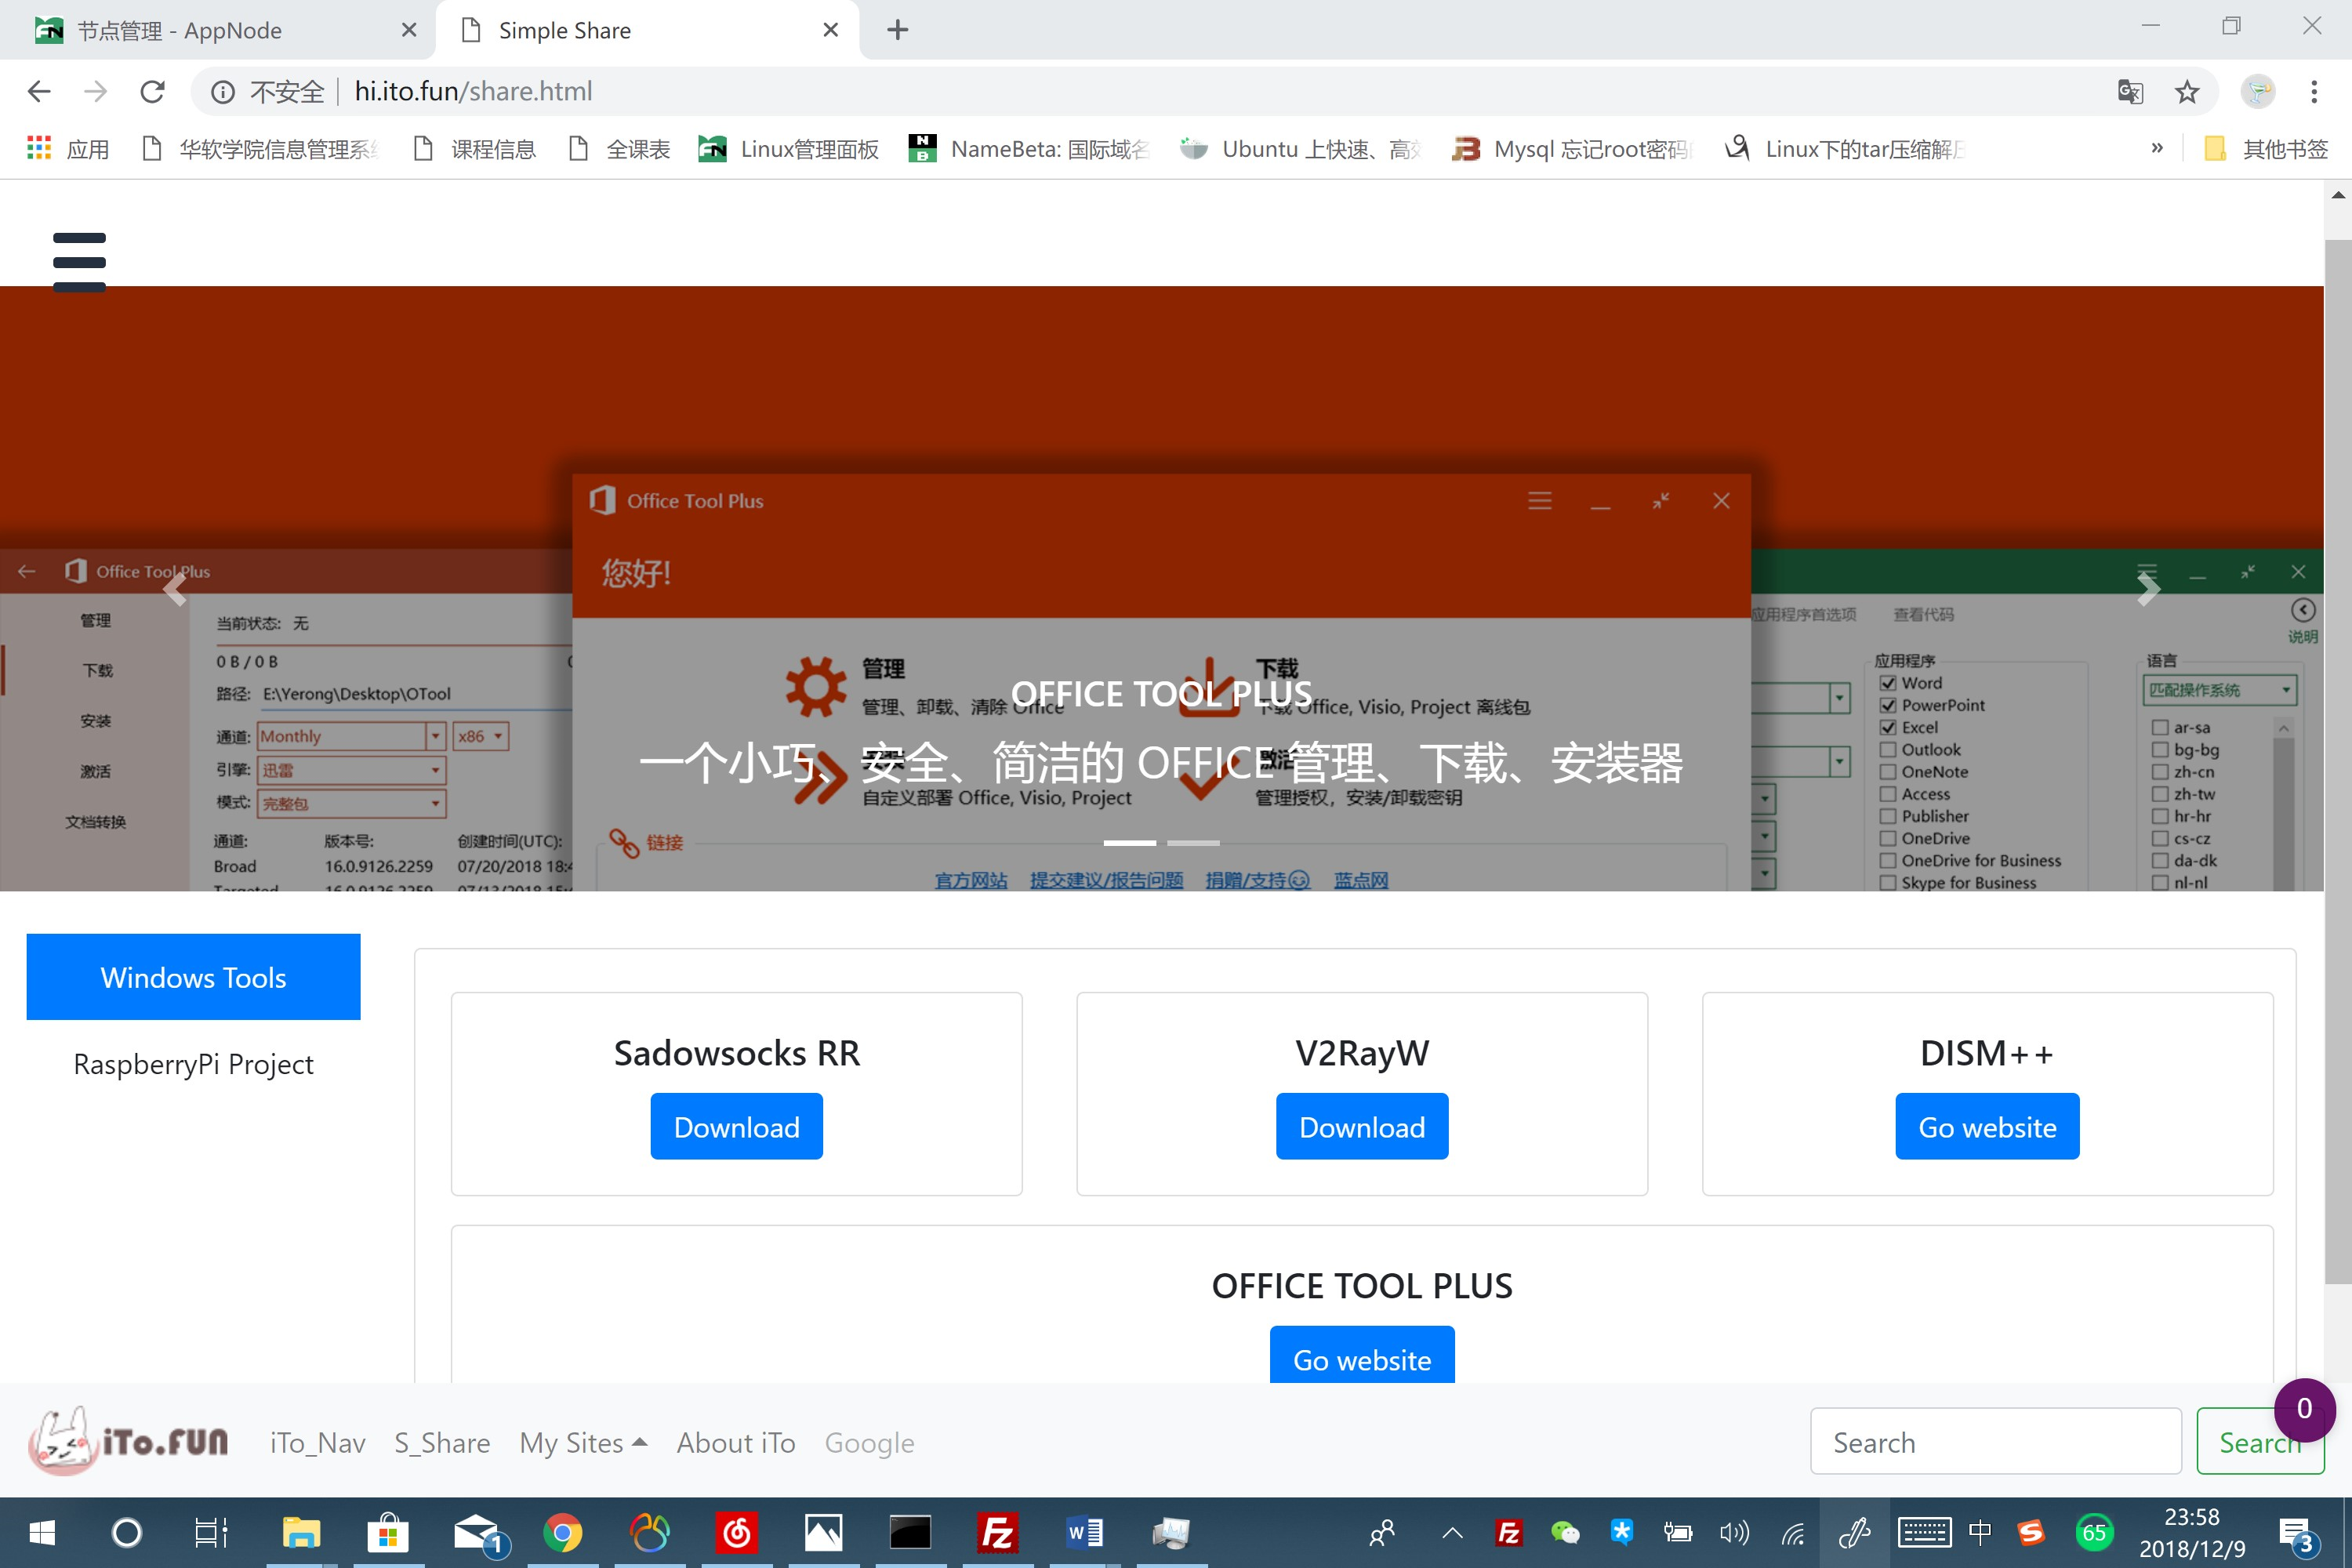 节点管理 - AppNode
Simple Share
不安全 hi.ito.fun/share.html
应用 华软学院信息管理系 课程信息 全课表 Linux管理面板 NameBeta: 国际域名 Ubuntu 上快速、高 Mysql 忘记root密码 Linux下的tar压缩解 » 其他书签
Office Tool Plus
您好!
Office Tool Plus
管理
下载
安装
激活
文档转换
当前状态: 无
0 B / 0 B
路径: E:\Yerong\Desktop\OTool
通道: Monthly x86
引擎: 迅雷
模式: 完整包
通道: 版本号: 创建时间(UTC):
Broad 16.0.9126.2259 07/20/2018 18:4
管理
管理、卸载、清除 Office
下载
下载 Office, Visio, Project 离线包
OFFICE TOOL PLUS
一个小巧、安全、简洁的 OFFICE 管理、下载、安装器
自定义部署 Office, Visio, Project
管理授权，安装/卸载密钥
链接
官方网站 提交建议/报告问题 捐赠/支持 蓝点网
应用程序首选项 查看代码
说明
应用程序
Word
PowerPoint
Excel
Outlook
OneNote
Access
Publisher
OneDrive
OneDrive for Business
Skype for Business
语言
匹配操作系统
ar-sa
bg-bg
zh-cn
zh-tw
hr-hr
cs-cz
da-dk
nl-nl
Windows Tools
RaspberryPi Project
Sadowsocks RR
Download
V2RayW
Download
DISM++
Go website
OFFICE TOOL PLUS
Go website
0
iTo.FUN iTo_Nav S_Share My Sites About iTo Google
Search Search
1
中
65
23:58
2018/12/9
3